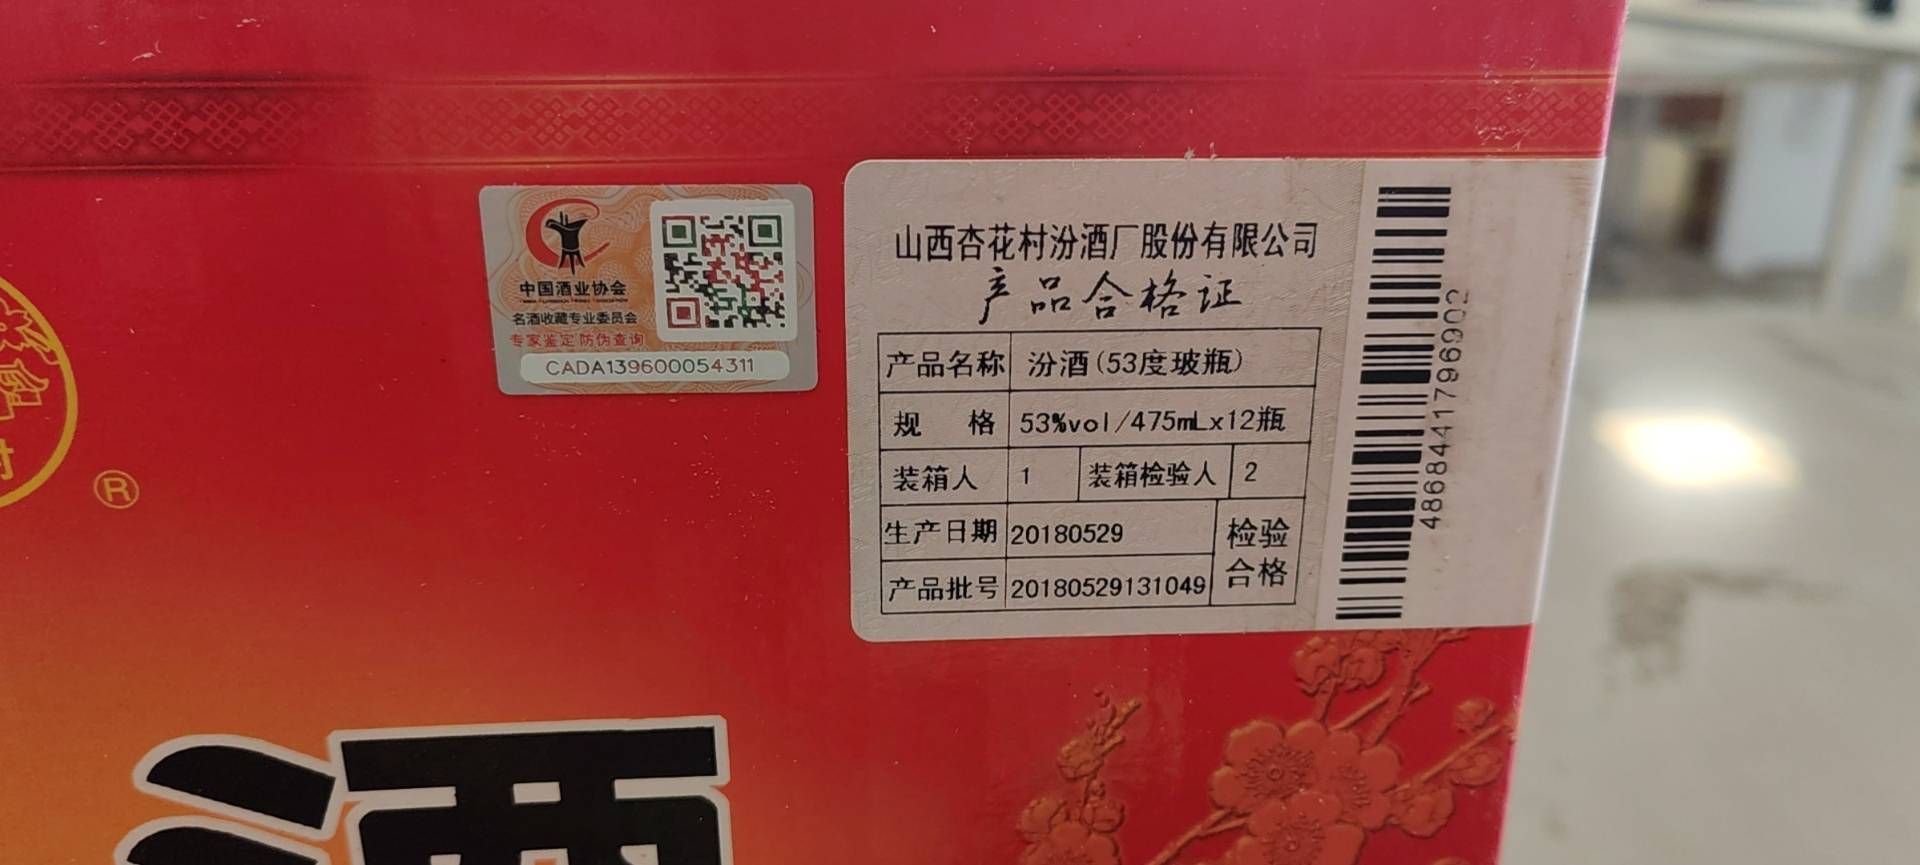 中国酒业协会
名酒收藏专业委员会
专家鉴定 防伪查询
CADA139600054311
山西杏花村汾酒厂股份有限公司
产品合格证
产品名称 汾酒(53度玻瓶)
规 格 53%vol/475mLx12瓶
装箱人 1 装箱检验人 2
生产日期 20180529
产品批号 20180529131049
检验
合格
4868441796902
村
®
酒